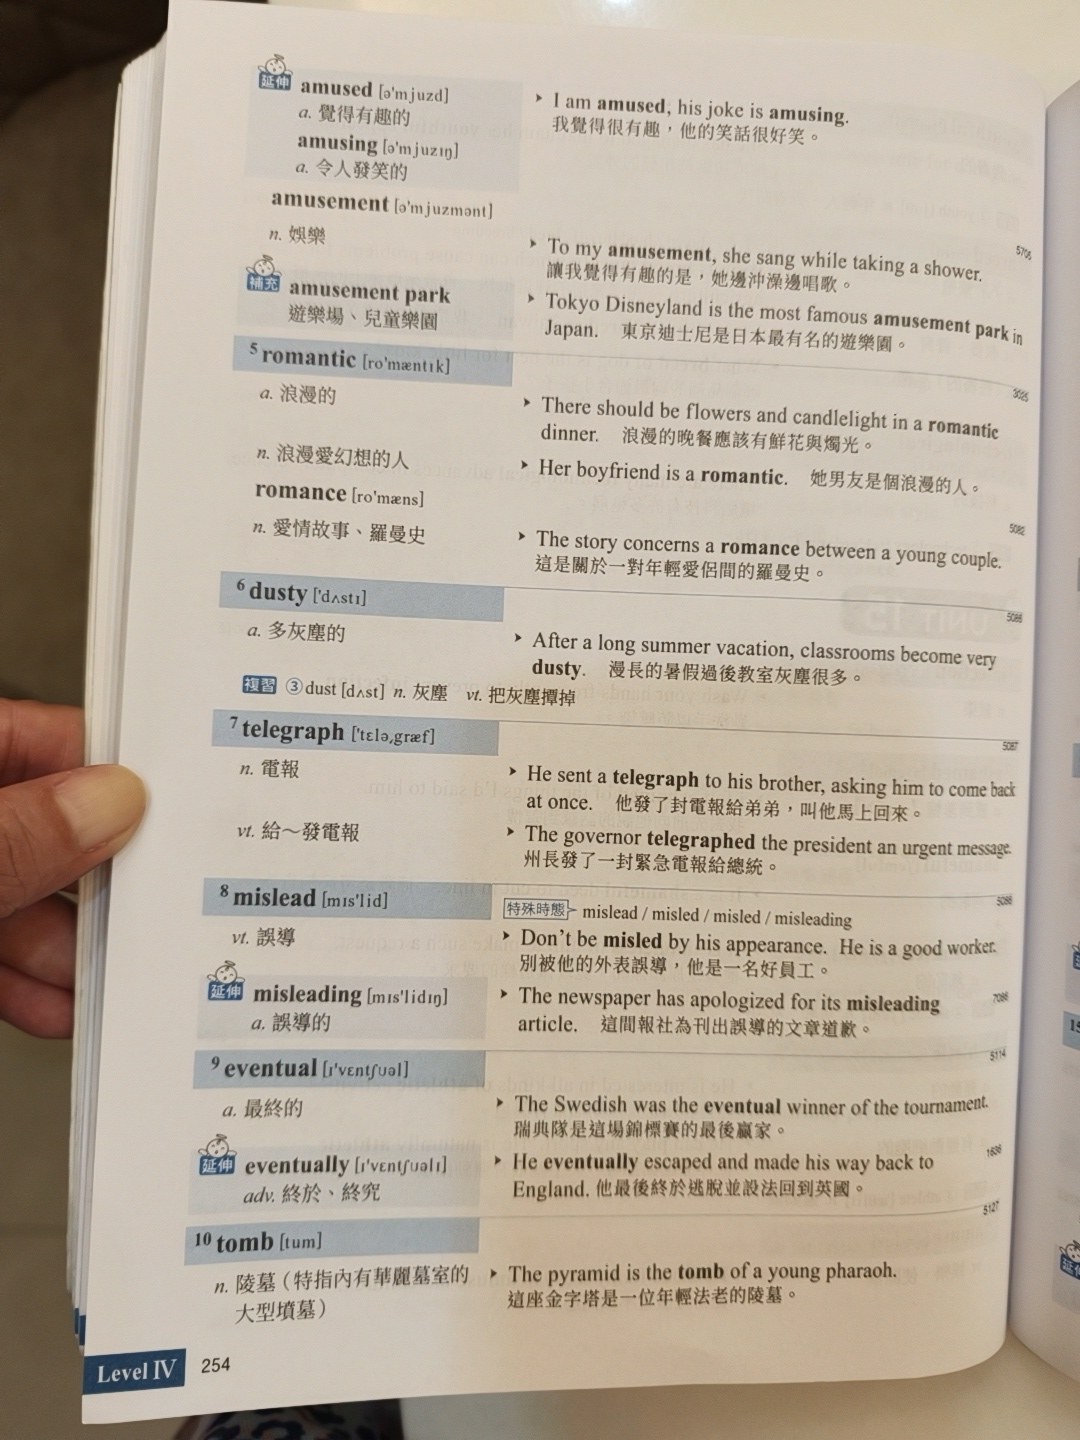 延伸 amused [ə'mjuzd]
a. 覺得有趣的
amusing [ə'mjuzɪŋ]
a. 令人發笑的
I am amused, his joke is amusing.
我覺得很有趣，他的笑話很好笑。
amusement [ə'mjuzmənt]
n. 娛樂
5705
To my amusement, she sang while taking a shower.
讓我覺得有趣的是，她邊沖澡邊唱歌。
補充 amusement park
遊樂場、兒童樂園
Tokyo Disneyland is the most famous amusement park in
Japan. 東京迪士尼是日本最有名的遊樂園。
5 romantic [ro'mæntɪk]
3025
a. 浪漫的
There should be flowers and candlelight in a romantic
dinner. 浪漫的晚餐應該有鮮花與燭光。
n. 浪漫愛幻想的人
Her boyfriend is a romantic. 她男友是個浪漫的人。
romance [ro'mæns]
5082
n. 愛情故事、羅曼史
The story concerns a romance between a young couple.
這是關於一對年輕愛侶間的羅曼史。
6 dusty ['dʌstɪ]
a. 多灰塵的
After a long summer vacation, classrooms become very
dusty. 漫長的暑假過後教室灰塵很多。
複習 ③dust [dʌst] n. 灰塵 vt. 把灰塵撢掉
7 telegraph ['tɛlə,græf]
5087
n. 電報
He sent a telegraph to his brother, asking him to come back
at once. 他發了封電報給弟弟，叫他馬上回來。
vt. 給～發電報
The governor telegraphed the president an urgent message.
州長發了一封緊急電報給總統。
8 mislead [mɪs'lid]
特殊時態 mislead / misled / misled / misleading
vt. 誤導
Don't be misled by his appearance. He is a good worker.
別被他的外表誤導，他是一名好員工。
延伸 misleading [mɪs'lidɪŋ]
a. 誤導的
The newspaper has apologized for its misleading
article. 這間報社為刊出誤導的文章道歉。
9 eventual [ɪ'vɛntʃuəl]
5114
a. 最終的
The Swedish was the eventual winner of the tournament.
瑞典隊是這場錦標賽的最後贏家。
延伸 eventually [ɪ'vɛntʃuəlɪ]
adv. 終於、終究
He eventually escaped and made his way back to
England. 他最後終於逃脫並設法回到英國。
10 tomb [tum]
5127
n. 陵墓（特指內有華麗墓室的
大型墳墓）
The pyramid is the tomb of a young pharaoh.
這座金字塔是一位年輕法老的陵墓。
Level IV 254